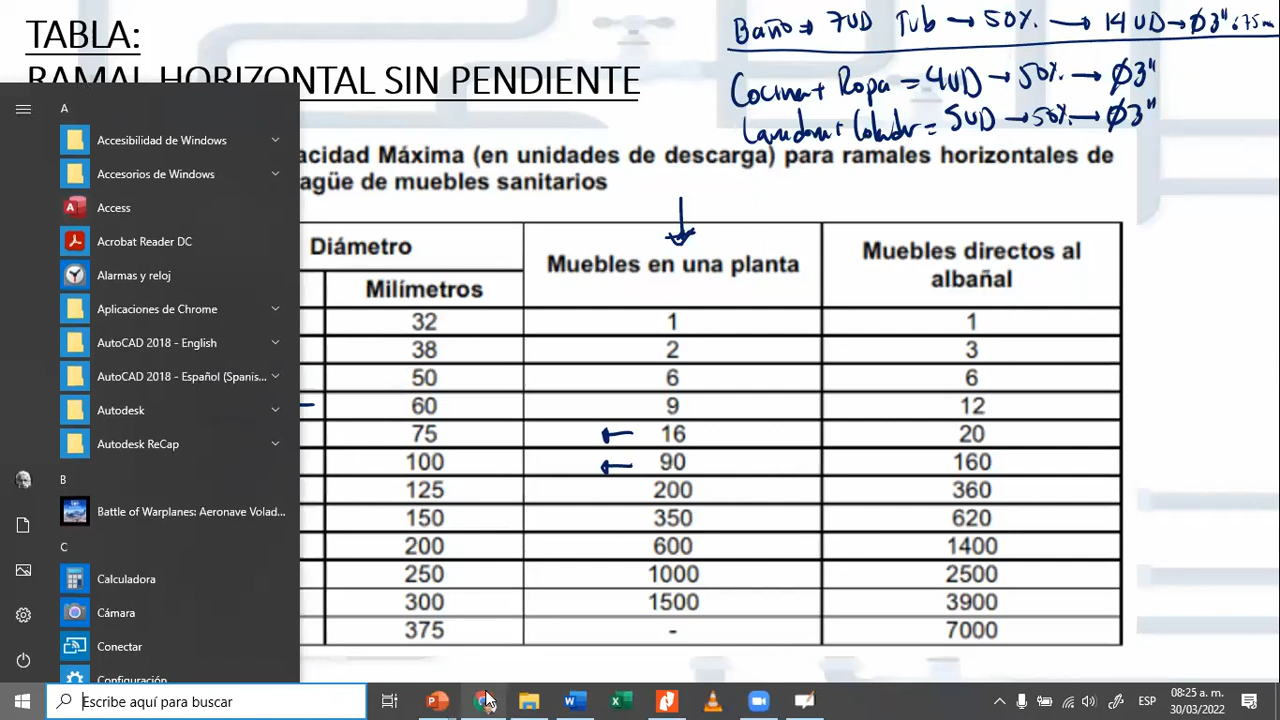 TABLA:
RAMAL HORIZONTAL SIN PENDIENTE
Baño ⇒ 7UD Tub → 50%. → 14 UD → Ø3"
Cocina + Ropa = 4UD → 50%. → Ø3"
Lavadora + Colador = 5UD → 50%. → Ø3"
acidad Máxima (en unidades de descarga) para ramales horizontales de
agüe de muebles sanitarios
Diámetro Muebles en una planta Muebles directos al albañal
Milímetros
32 1 1
38 2 3
50 6 6
60 9 12
75 16 20
100 90 160
125 200 360
150 350 620
200 600 1400
250 1000 2500
300 1500 3900
375 - 7000
A
Accesibilidad de Windows
Accesorios de Windows
Access
Acrobat Reader DC
Alarmas y reloj
Aplicaciones de Chrome
AutoCAD 2018 - English
AutoCAD 2018 - Español (Spanis...
Autodesk
Autodesk ReCap
B
Battle of Warplanes: Aeronave Volad...
C
Calculadora
Cámara
Conectar
Configuración
Escribe aquí para buscar
ESP
08:25 a. m.
30/03/2022